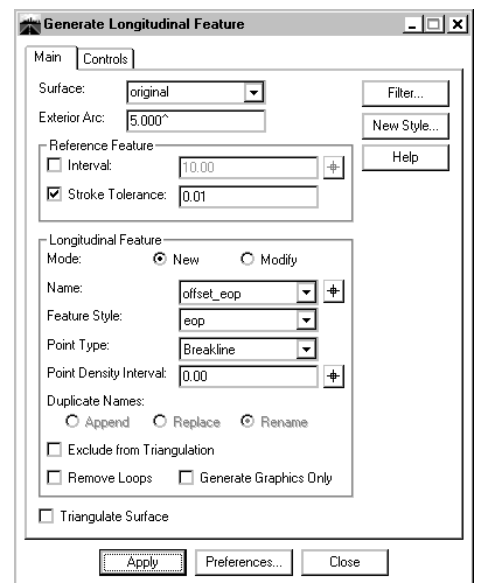 Generate Longitudinal Feature
Main Controls
Surface: original
Filter...
Exterior Arc: 5.000^
New Style...
Reference Feature
Help
Interval: 10.00
Stroke Tolerance: 0.01
Longitudinal Feature
Mode: New Modify
Name: offset_eop
Feature Style: eop
Point Type: Breakline
Point Density Interval: 0.00
Duplicate Names:
Append Replace Rename
Exclude from Triangulation
Remove Loops Generate Graphics Only
Triangulate Surface
Apply Preferences... Close